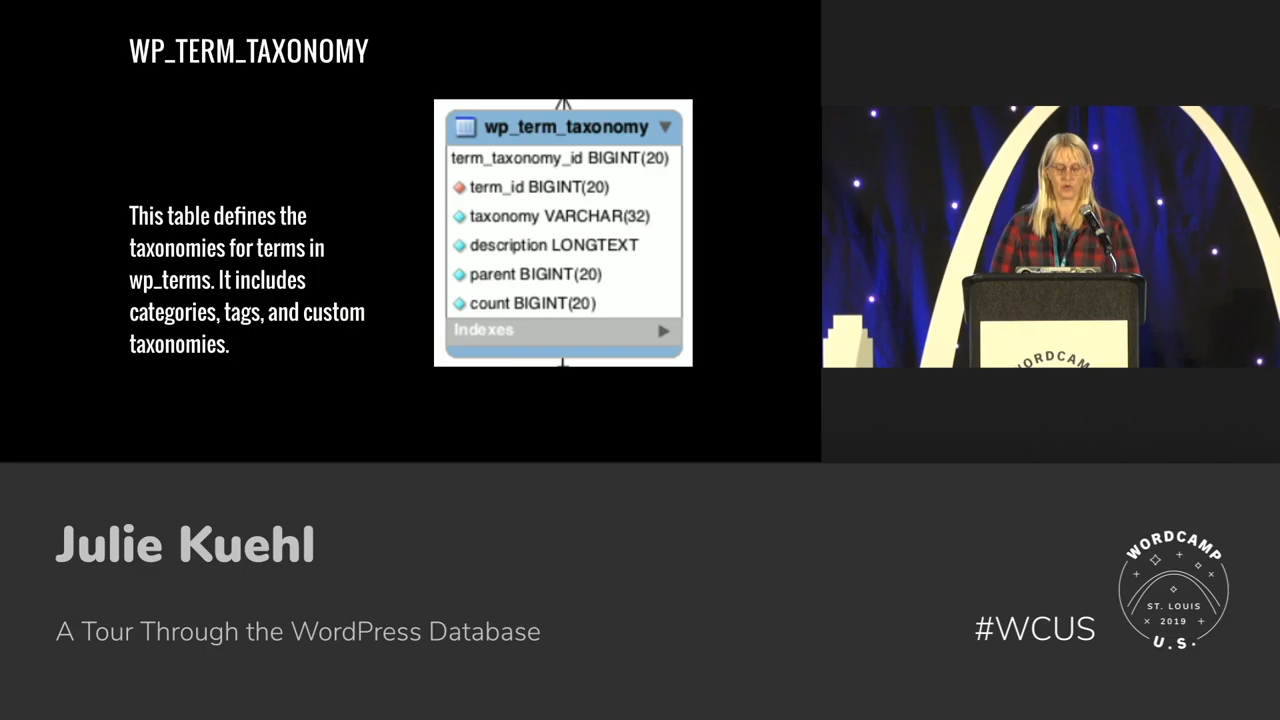 WP_TERM_TAXONOMY
This table defines the
taxonomies for terms in
wp_terms. It includes
categories, tags, and custom
taxonomies.
wp_term_taxonomy
term_taxonomy_id BIGINT(20)
term_id BIGINT(20)
taxonomy VARCHAR(32)
description LONGTEXT
parent BIGINT(20)
count BIGINT(20)
Indexes
WORDCAMP
Julie Kuehl
A Tour Through the WordPress Database
#WCUS
WORDCAMP
ST. LOUIS
2019
U.S.